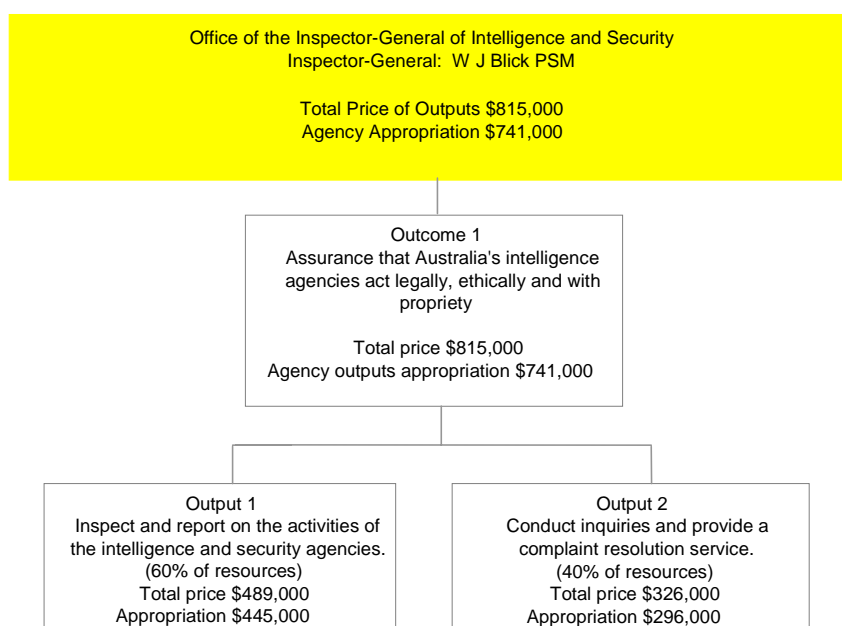 Office of the Inspector-General of Intelligence and Security
Inspector-General: W J Blick PSM
Total Price of Outputs $815,000
Agency Appropriation $741,000
Outcome 1
Assurance that Australia's intelligence
agencies act legally, ethically and with
propriety
Total price $815,000
Agency outputs appropriation $741,000
Output 1
Inspect and report on the activities of
the intelligence and security agencies.
(60% of resources)
Total price $489,000
Appropriation $445,000
Output 2
Conduct inquiries and provide a
complaint resolution service.
(40% of resources)
Total price $326,000
Appropriation $296,000